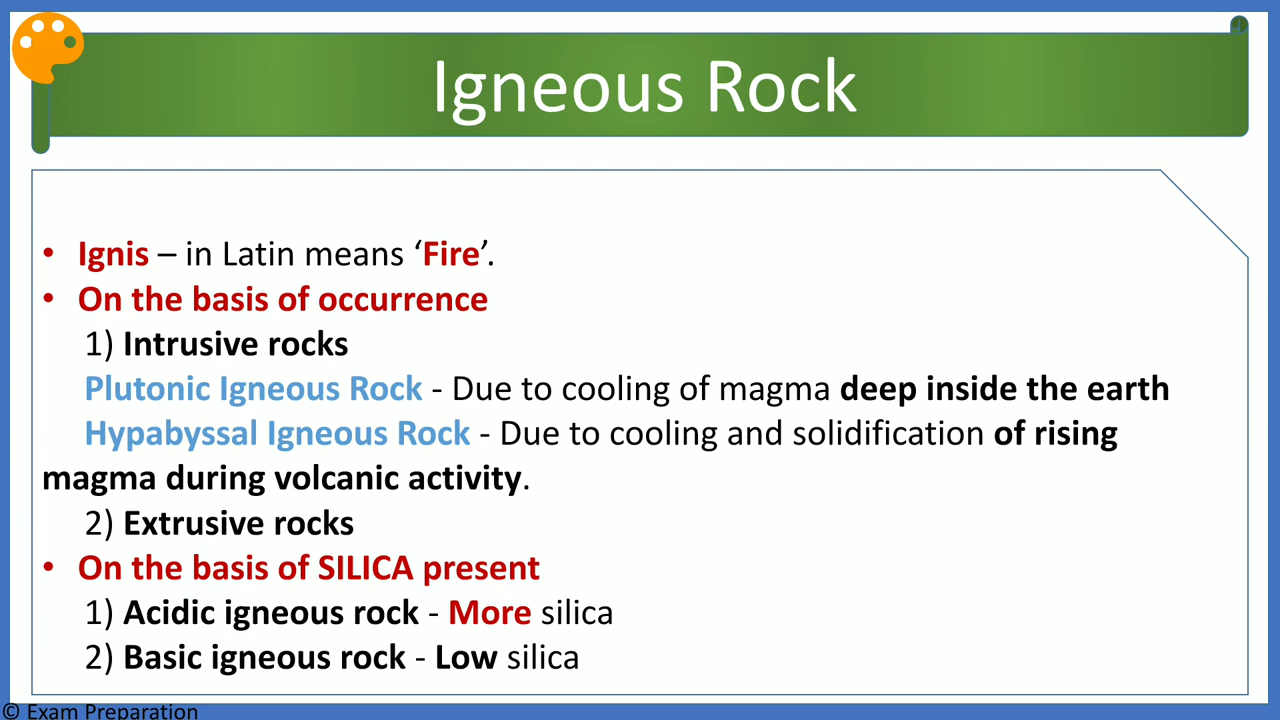 Igneous Rock
• Ignis – in Latin means ‘Fire’.
• On the basis of occurrence
1) Intrusive rocks
Plutonic Igneous Rock - Due to cooling of magma deep inside the earth
Hypabyssal Igneous Rock - Due to cooling and solidification of rising
magma during volcanic activity.
2) Extrusive rocks
• On the basis of SILICA present
1) Acidic igneous rock - More silica
2) Basic igneous rock - Low silica
© Exam Preparation